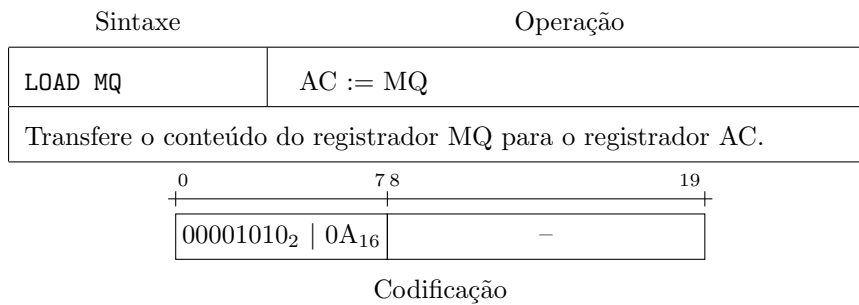 Sintaxe Operação
LOAD MQ AC := MQ
Transfere o conteúdo do registrador MQ para o registrador AC.
0 7 8 19
00001010₂ | 0A₁₆ –
Codificação